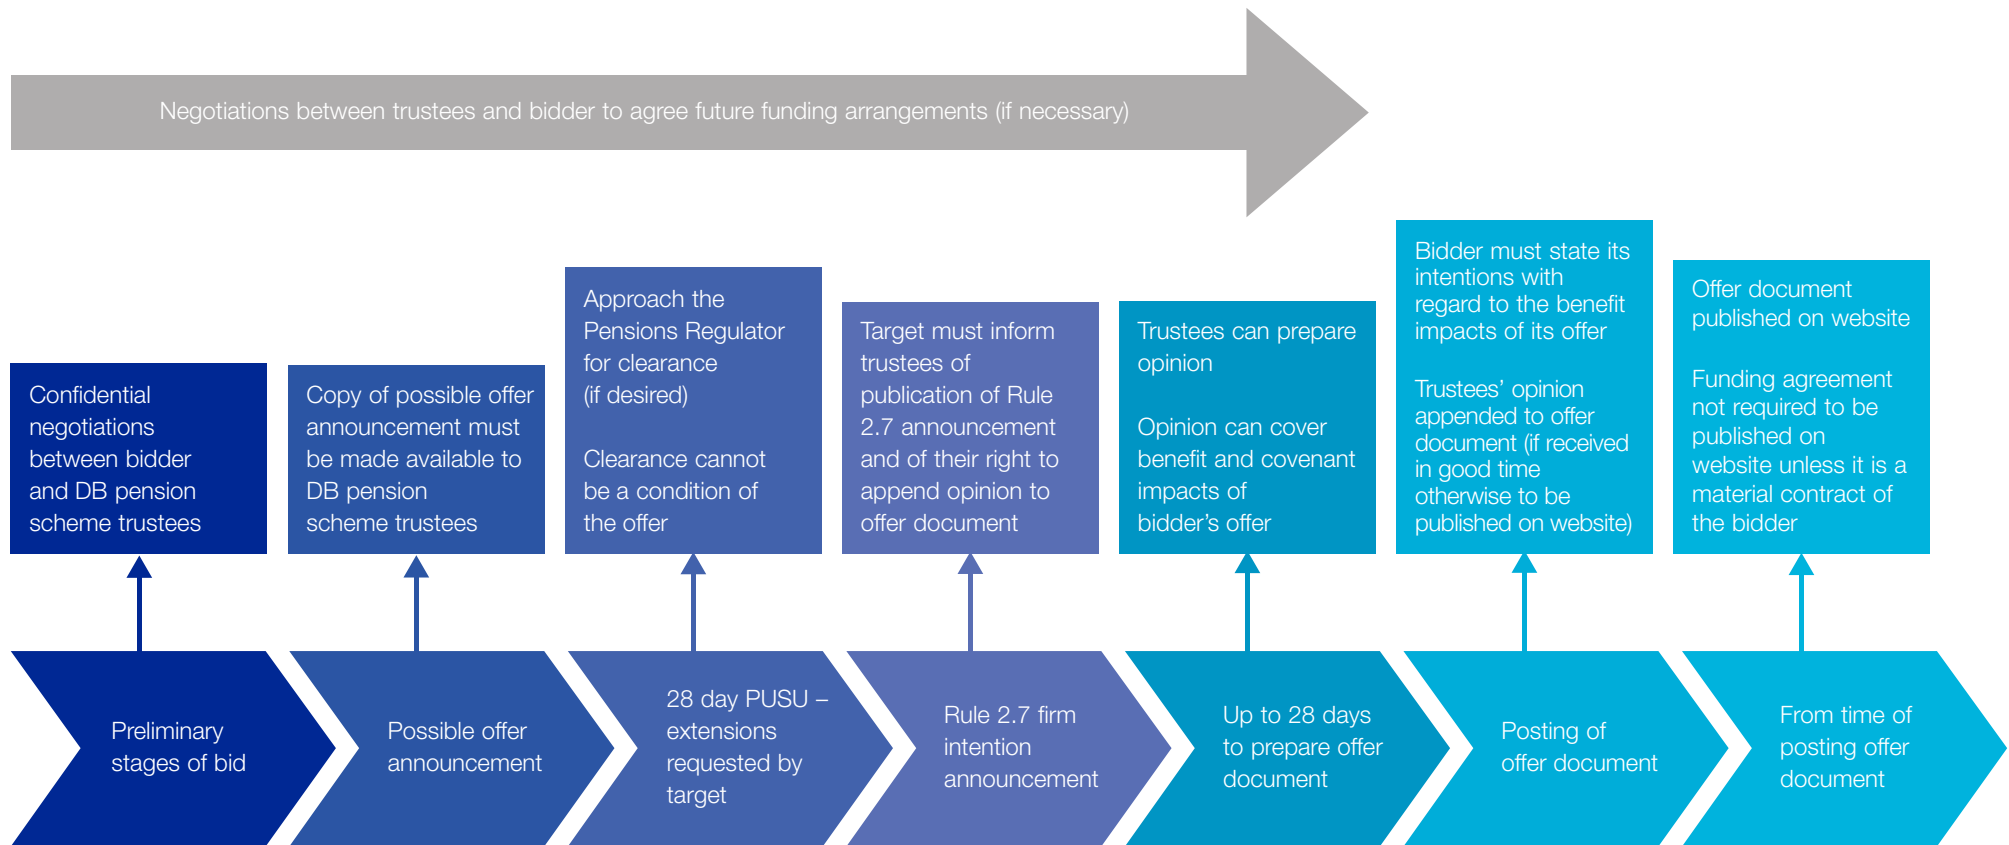 Negotiations between trustees and bidder to agree future funding arrangements (if necessary)
Confidential
negotiations
between bidder
and DB pension
scheme trustees
Copy of possible offer
announcement must
be made available to
DB pension
scheme trustees
Approach the
Pensions Regulator
for clearance
(if desired)
Clearance cannot
be a condition of
the offer
Target must inform
trustees of
publication of Rule
2.7 announcement
and of their right to
append opinion to
offer document
Trustees can prepare
opinion
Opinion can cover
benefit and covenant
impacts of
bidder’s offer
Bidder must state its
intentions with
regard to the benefit
impacts of its offer
Trustees’ opinion
appended to offer
document (if received
in good time
otherwise to be
published on website)
Offer document
published on website
Funding agreement
not required to be
published on
website unless it is a
material contract of
the bidder
Preliminary
stages of bid
Possible offer
announcement
28 day PUSU –
extensions
requested by
target
Rule 2.7 firm
intention
announcement
Up to 28 days
to prepare offer
document
Posting of
offer document
From time of
posting offer
document